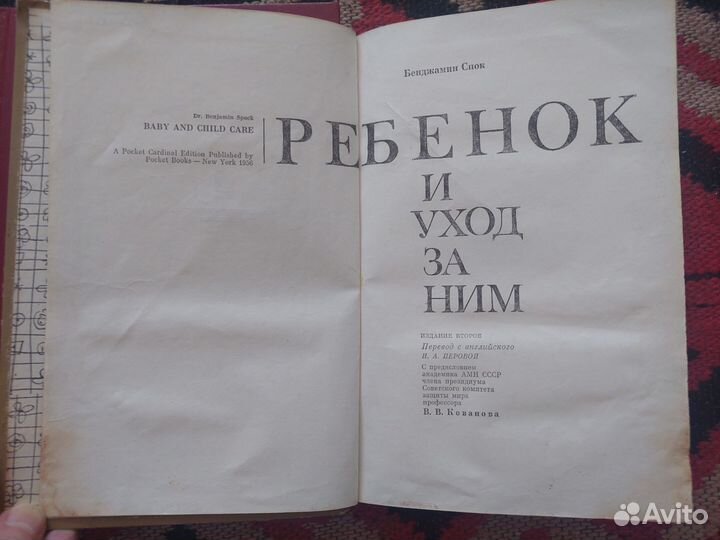 Dr. Benjamin Spock
BABY AND CHILD CARE
A Pocket Cardinal Edition Published by
Pocket Books — New York 1956
Бенджамин Спок
РЕБЕНОК
И
УХОД
ЗА
НИМ
ИЗДАНИЕ ВТОРОЕ
Перевод с английского
Н. А. ПЕРОВОЙ
С предисловием
академика АМН СССР
члена президиума
Советского комитета
защиты мира
профессора
В. В. Кованова
Avito